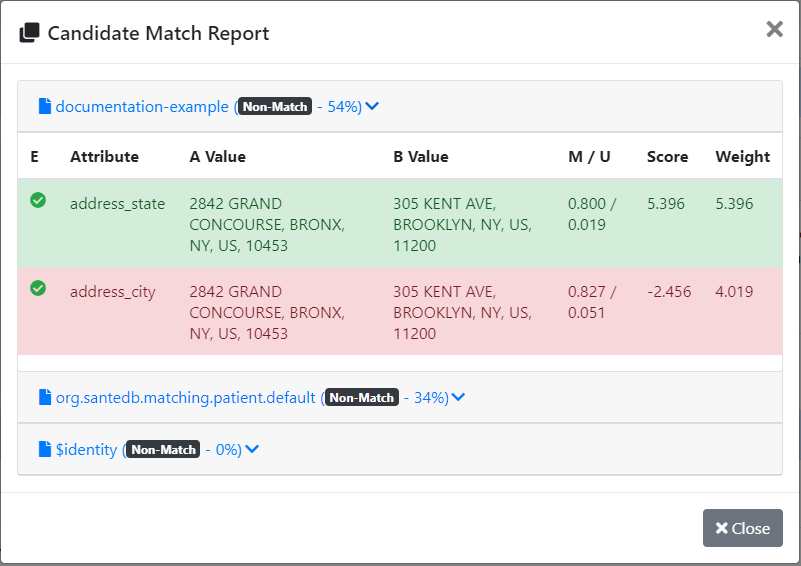 Candidate Match Report
documentation-example (Non-Match - 54%)
E Attribute A Value B Value M / U Score Weight
address_state 2842 GRAND CONCOURSE, BRONX, NY, US, 10453 305 KENT AVE, BROOKLYN, NY, US, 11200 0.800 / 0.019 5.396 5.396
address_city 2842 GRAND CONCOURSE, BRONX, NY, US, 10453 305 KENT AVE, BROOKLYN, NY, US, 11200 0.827 / 0.051 -2.456 4.019
org.santedb.matching.patient.default (Non-Match - 34%)
$identity (Non-Match - 0%)
Close